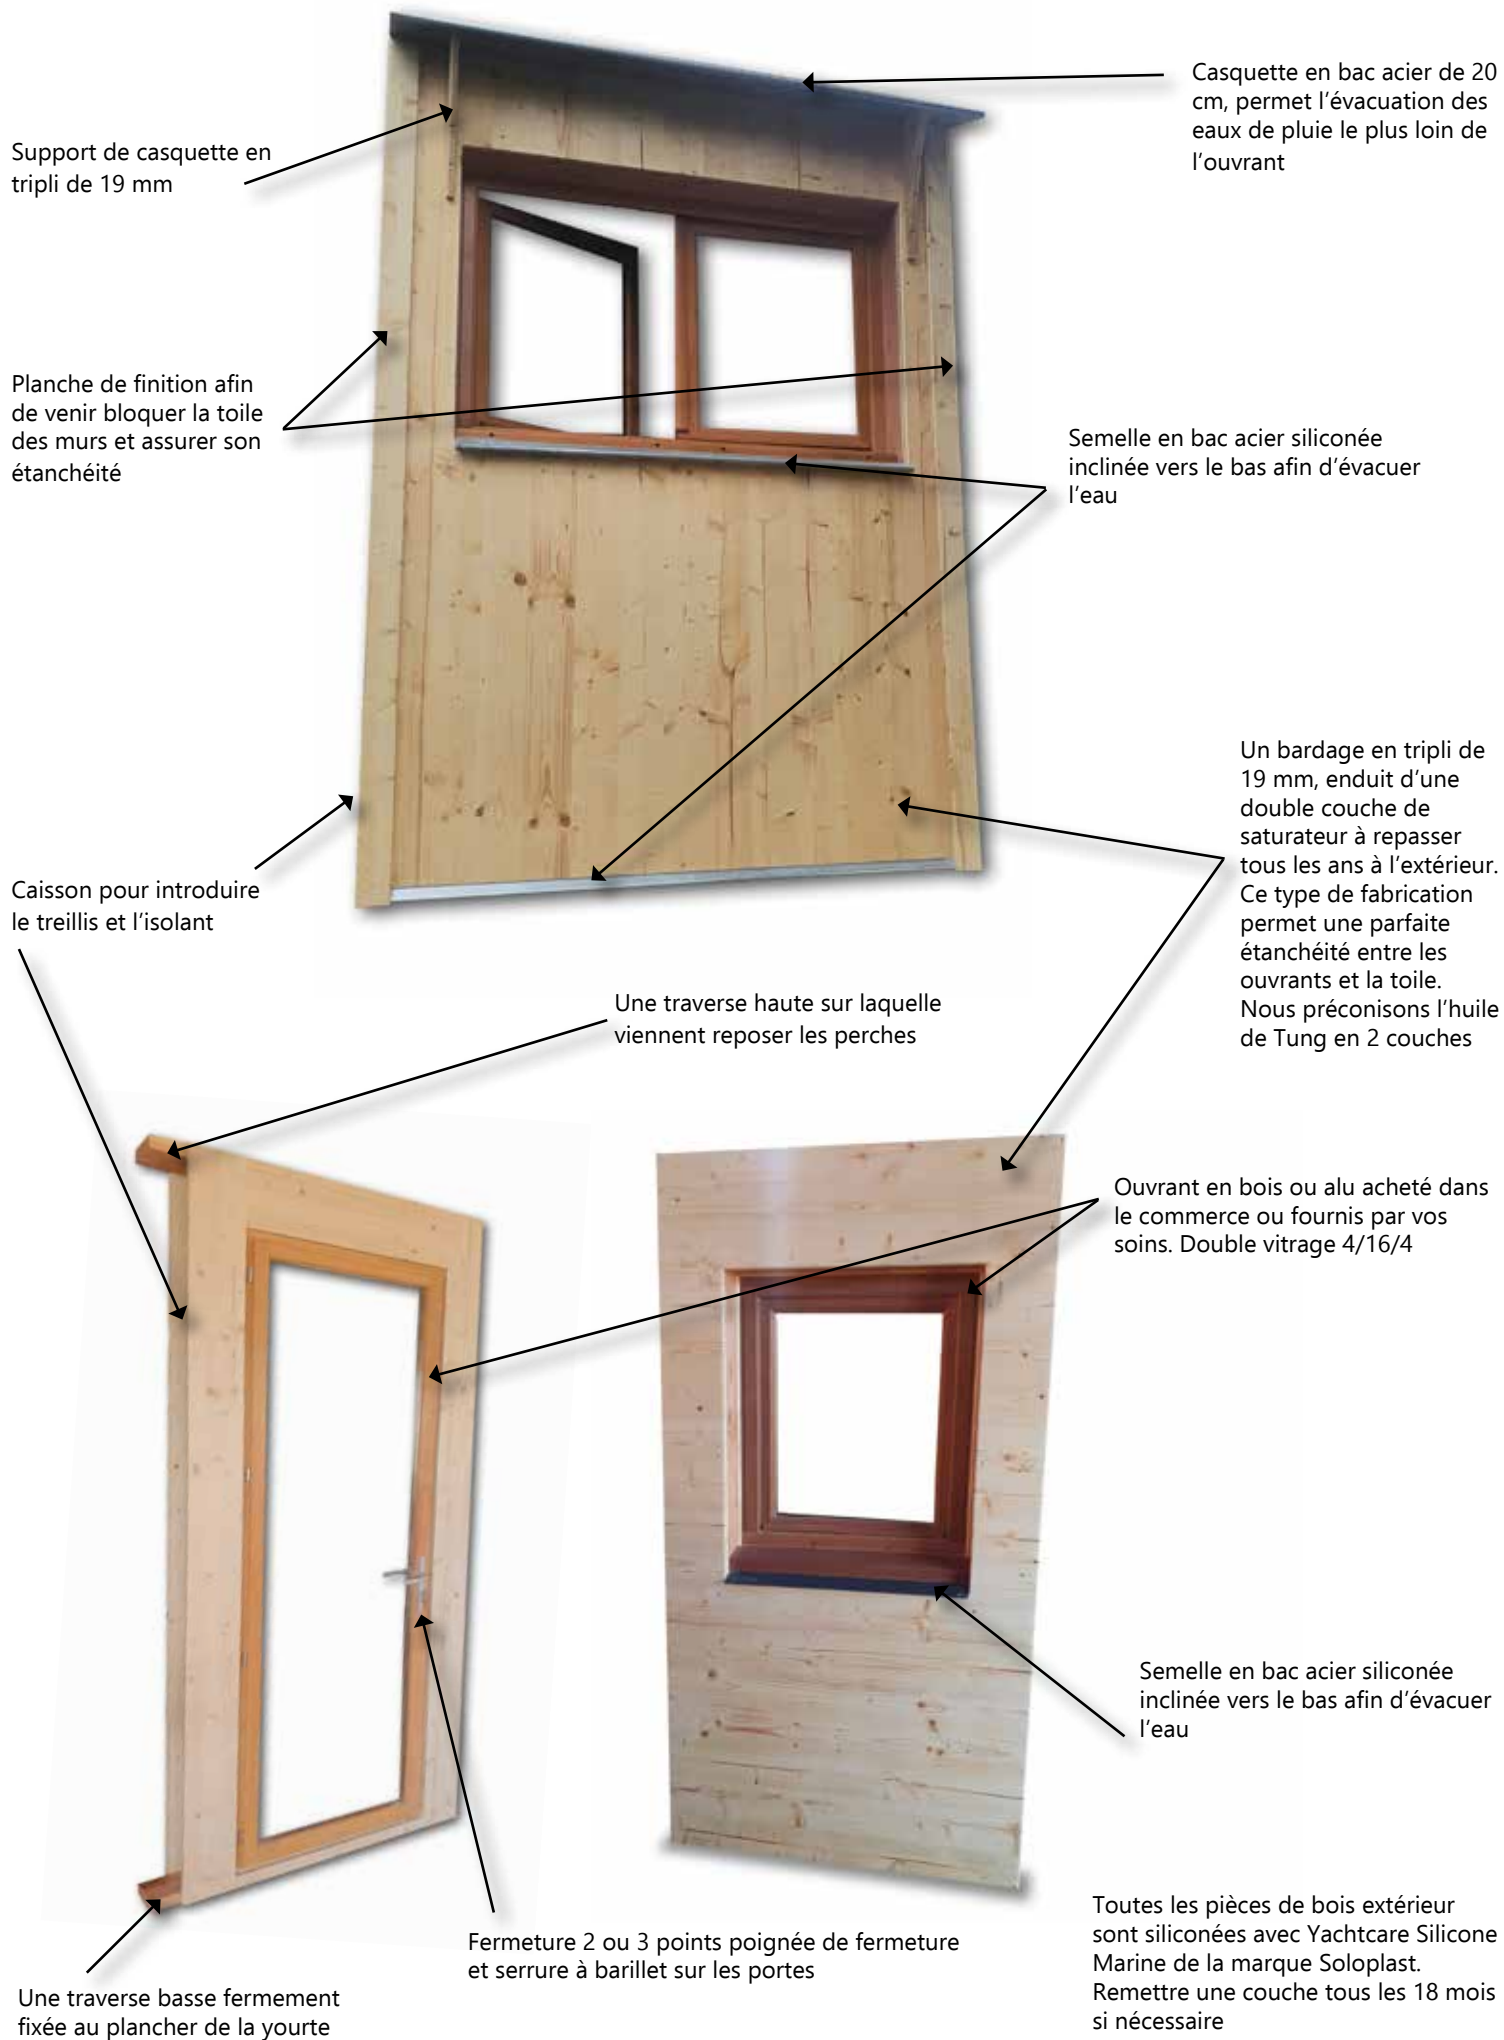 Casquette en bac acier de 20
cm, permet l’évacuation des
eaux de pluie le plus loin de
l’ouvrant
Support de casquette en
tripli de 19 mm
Planche de finition afin
de venir bloquer la toile
des murs et assurer son
étanchéité
Semelle en bac acier siliconée
inclinée vers le bas afin d’évacuer
l’eau
Un bardage en tripli de
19 mm, enduit d’une
double couche de
saturateur à repasser
tous les ans à l’extérieur.
Ce type de fabrication
permet une parfaite
étanchéité entre les
ouvrants et la toile.
Nous préconisons l’huile
de Tung en 2 couches
Caisson pour introduire
le treillis et l’isolant
Une traverse haute sur laquelle
viennent reposer les perches
Ouvrant en bois ou alu acheté dans
le commerce ou fournis par vos
soins. Double vitrage 4/16/4
Semelle en bac acier siliconée
inclinée vers le bas afin d’évacuer
l’eau
Fermeture 2 ou 3 points poignée de fermeture
et serrure à barillet sur les portes
Une traverse basse fermement
fixée au plancher de la yourte
Toutes les pièces de bois extérieur
sont siliconées avec Yachtcare Silicone
Marine de la marque Soloplast.
Remettre une couche tous les 18 mois
si nécessaire